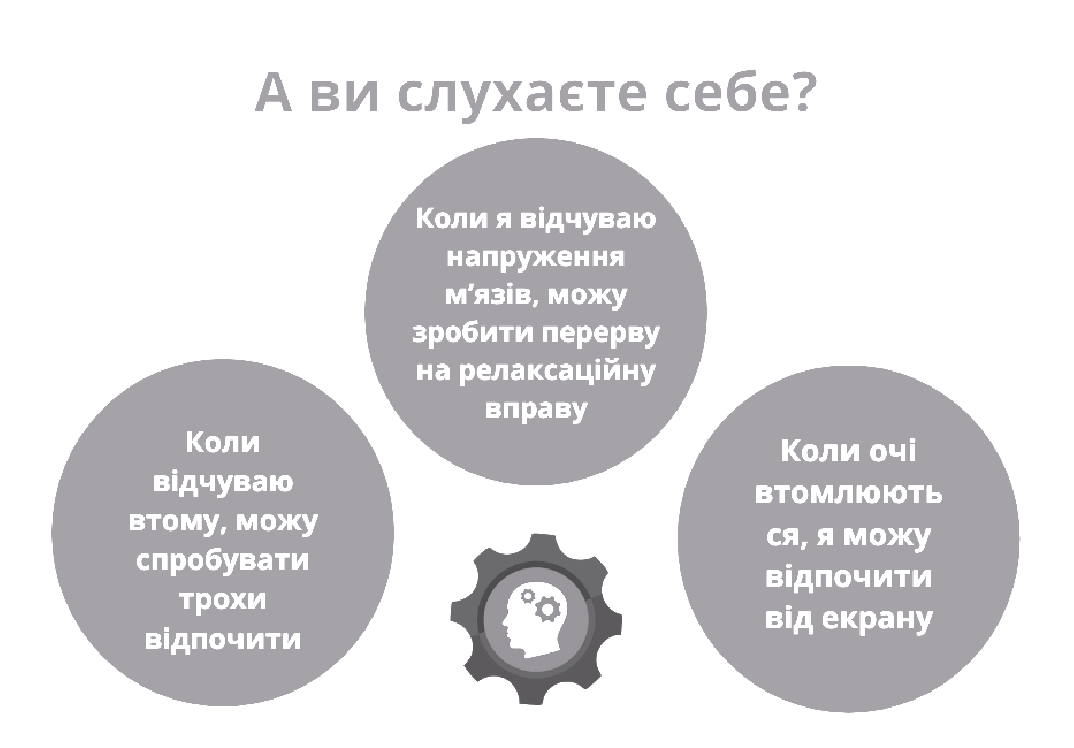 А ви слухаєте себе?
Коли я відчуваю
напруження
м’язів, можу
зробити перерву
на релаксаційну
вправу
Коли
відчуваю
втому, можу
спробувати
трохи
відпочити
Коли очі
втомлюють
ся, я можу
відпочити
від екрану